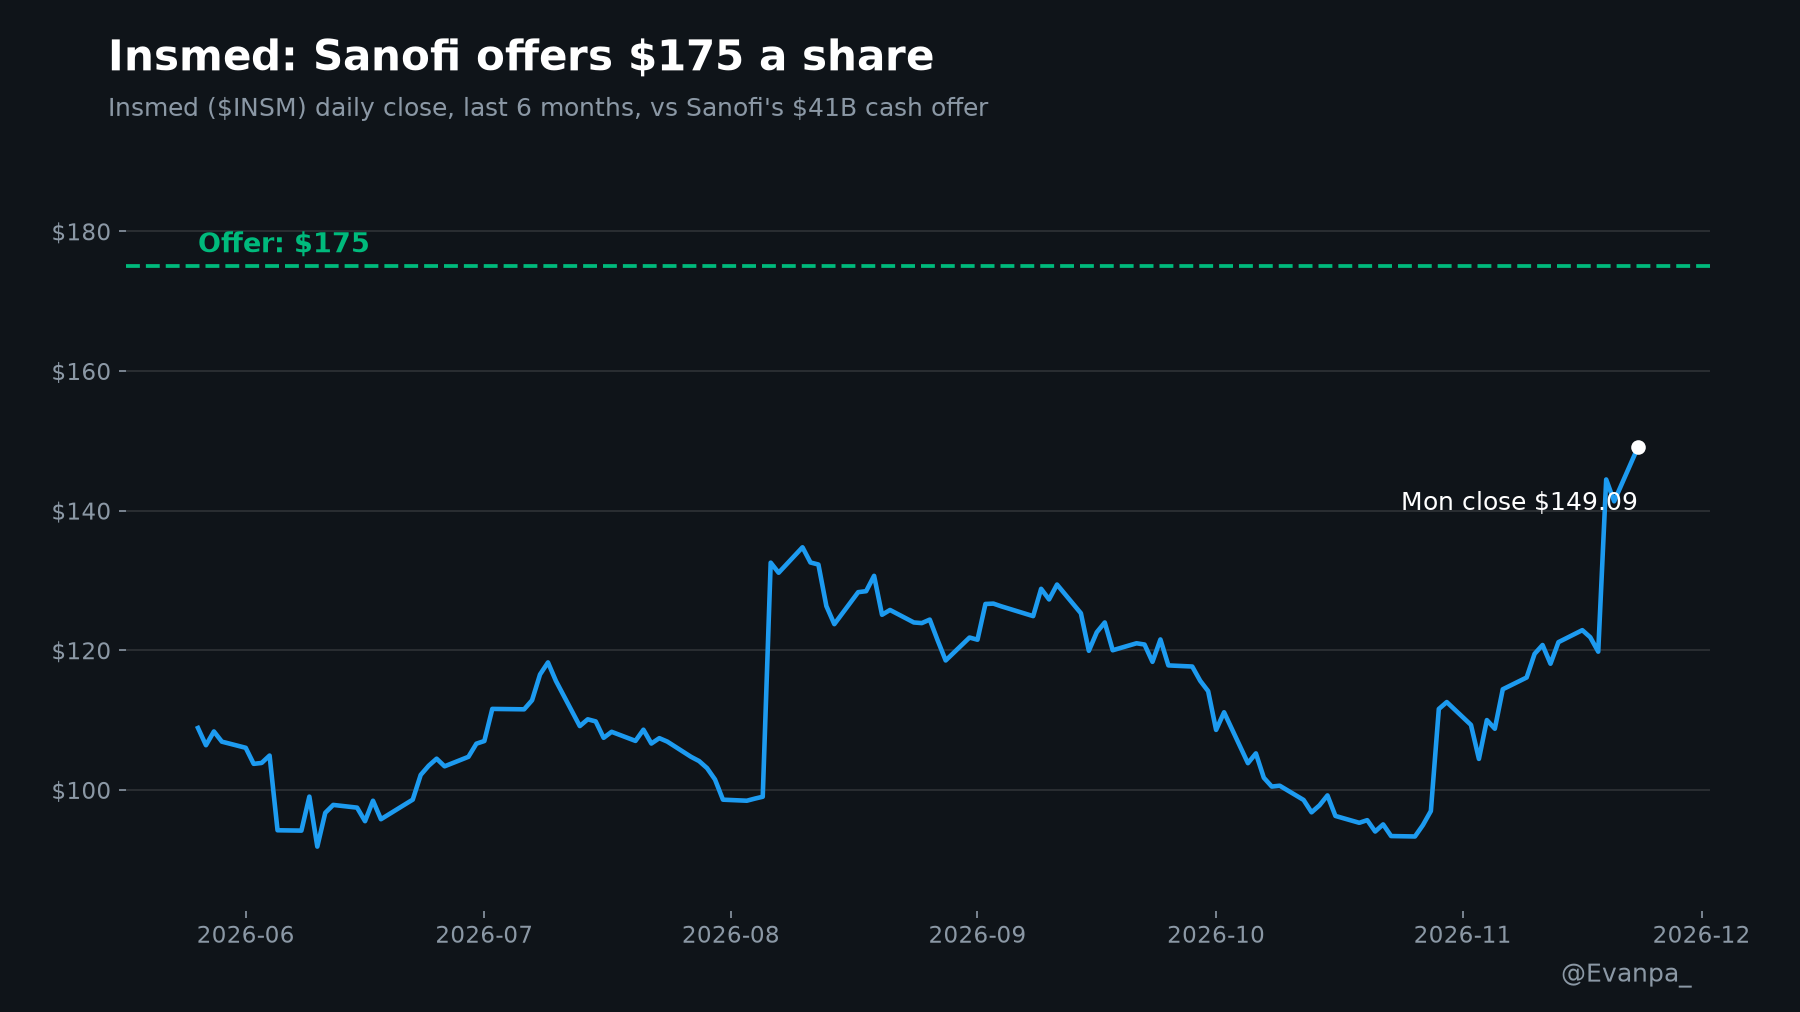 Insmed: Sanofi offers $175 a share
Insmed ($INSM) daily close, last 6 months, vs Sanofi's $41B cash offer
$180
Offer: $175
$160
Mon close $149.09
$140
$120
$100
2026-06 2026-07 2026-08 2026-09 2026-10 2026-11 2026-12
@Evanpa_